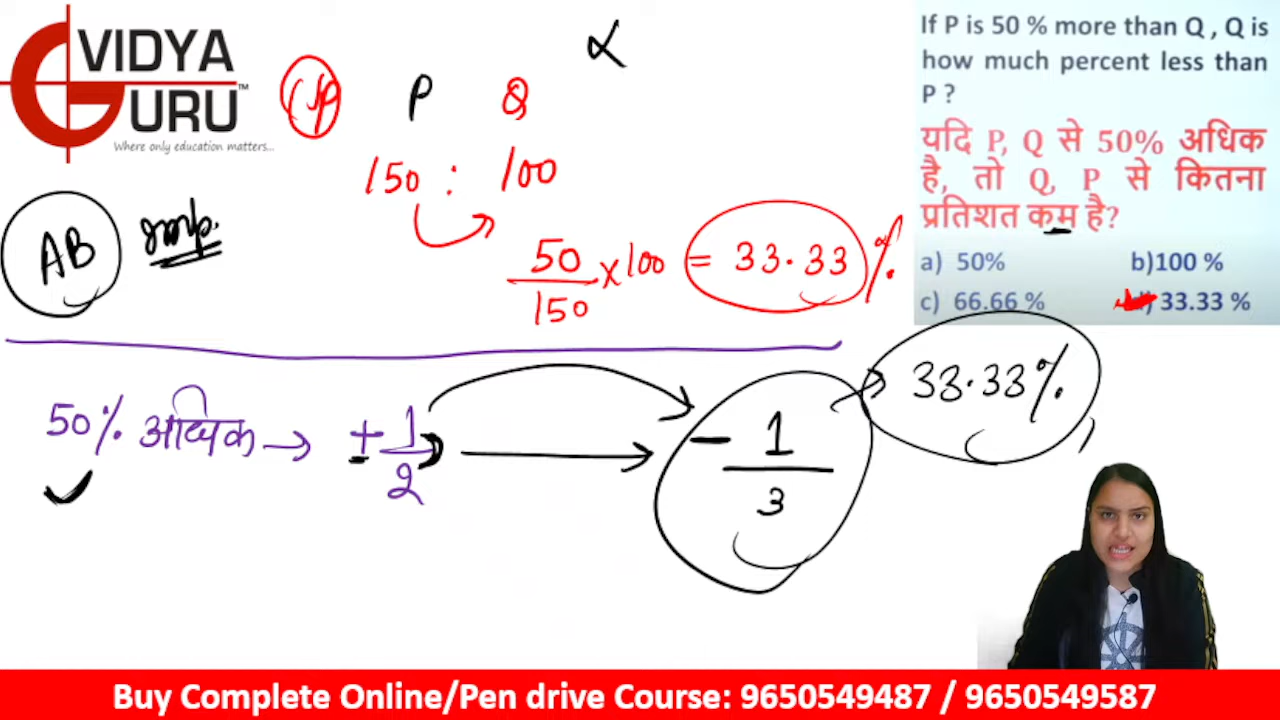 VIDYA
GURU™
Where only education matters...
P Q
150 : 100
50/150 × 100 = 33.33 %
AB
Imp.
50% अधिक → + 1/2 → - 1/3 → 33.33%
If P is 50 % more than Q , Q is
how much percent less than
P ?
यदि P, Q से 50% अधिक
है, तो Q, P से कितना
प्रतिशत कम है?
a) 50% b)100 %
c) 66.66 % d) 33.33 %
Buy Complete Online/Pen drive Course: 9650549487 / 9650549587